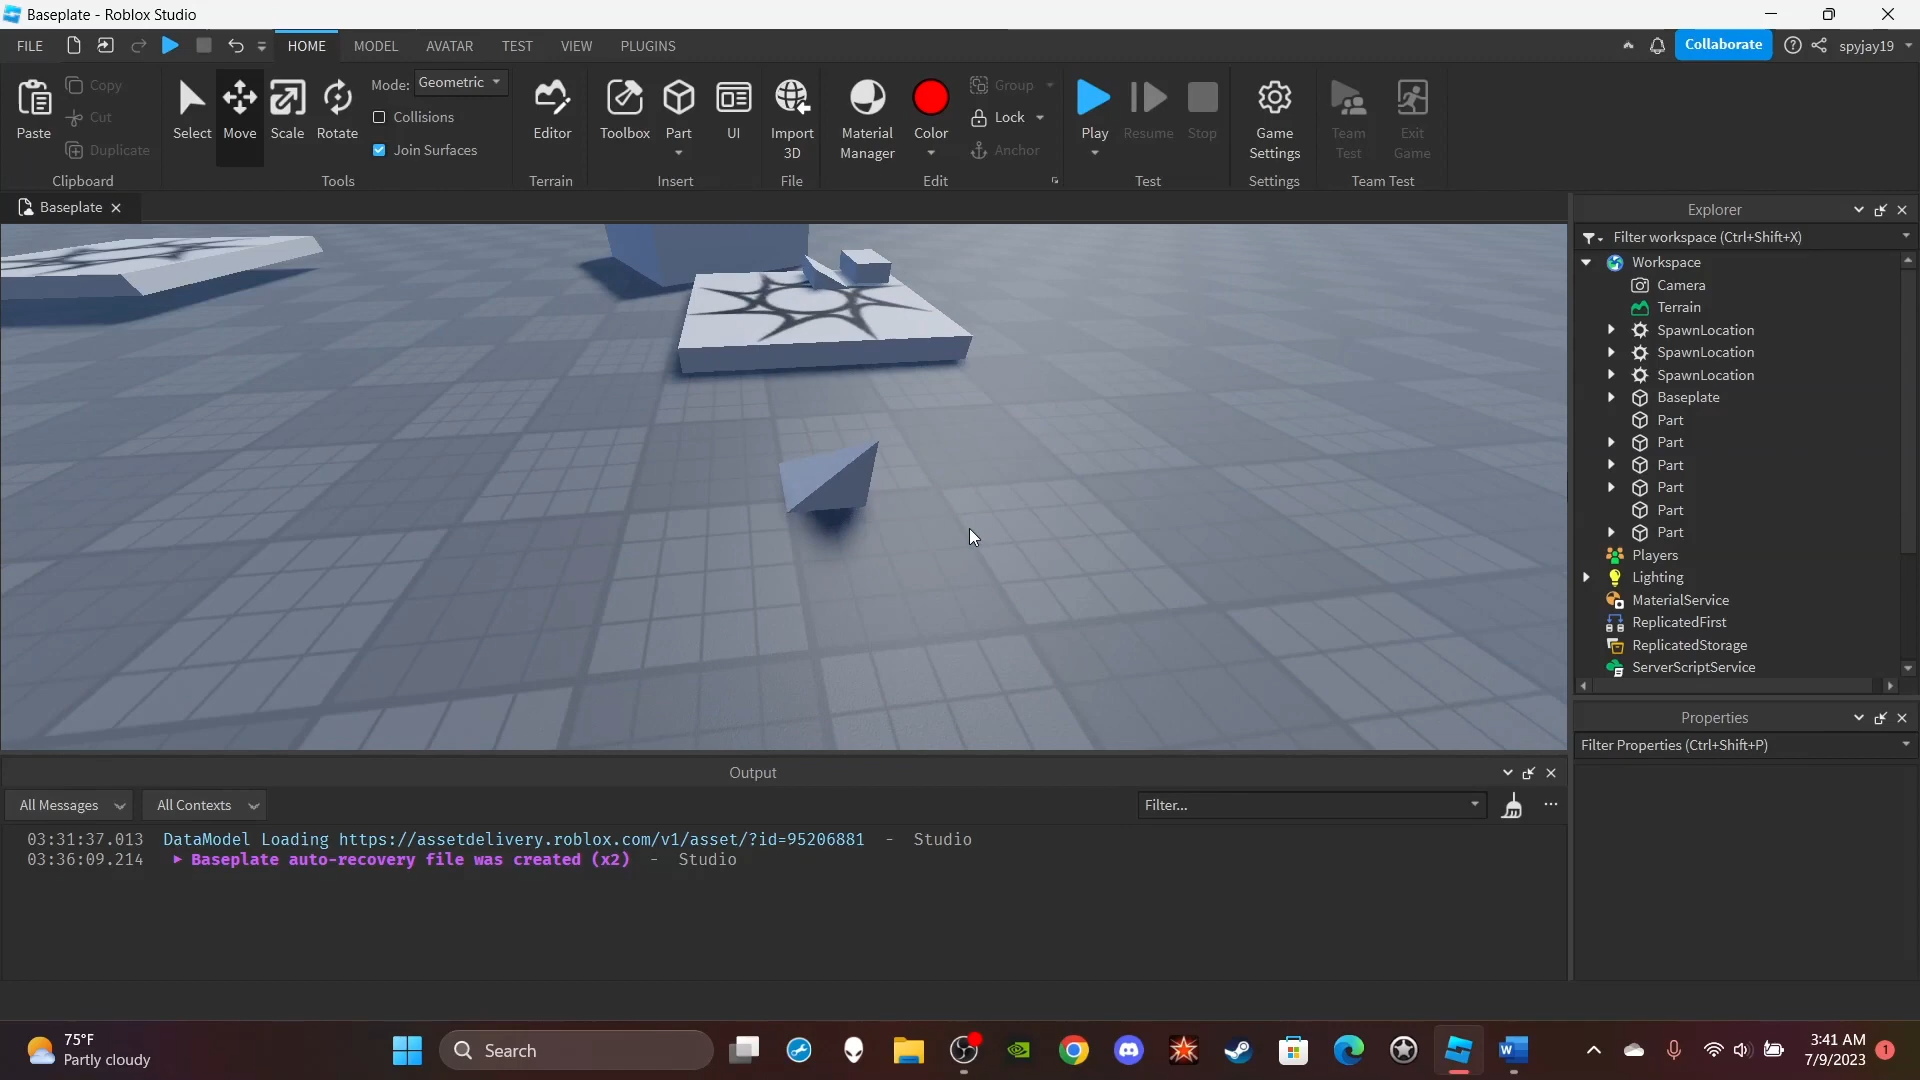 Baseplate - Roblox Studio
FILE HOME MODEL AVATAR TEST VIEW PLUGINS Collaborate spyjay19
Paste Copy Cut Duplicate Clipboard
Select Move Scale Rotate Mode: Geometric Collisions Join Surfaces Tools
Editor Terrain
Toolbox Part UI Insert
Import 3D File
Material Manager Color Group Lock Anchor Edit
Play Resume Stop Test
Game Settings Settings
Team Test Exit Game Team Test
Baseplate
Explorer
Filter workspace (Ctrl+Shift+X)
Workspace
Camera
Terrain
SpawnLocation
SpawnLocation
SpawnLocation
Baseplate
Part
Part
Part
Part
Part
Part
Players
Lighting
MaterialService
ReplicatedFirst
ReplicatedStorage
ServerScriptService
Properties
Filter Properties (Ctrl+Shift+P)
Output
All Messages All Contexts Filter...
03:31:37.013 DataModel Loading https://assetdelivery.roblox.com/v1/asset/?id=95206881 - Studio
03:36:09.214 Baseplate auto-recovery file was created (x2) - Studio
75°F
Partly cloudy
Search
3:41 AM
7/9/2023
1